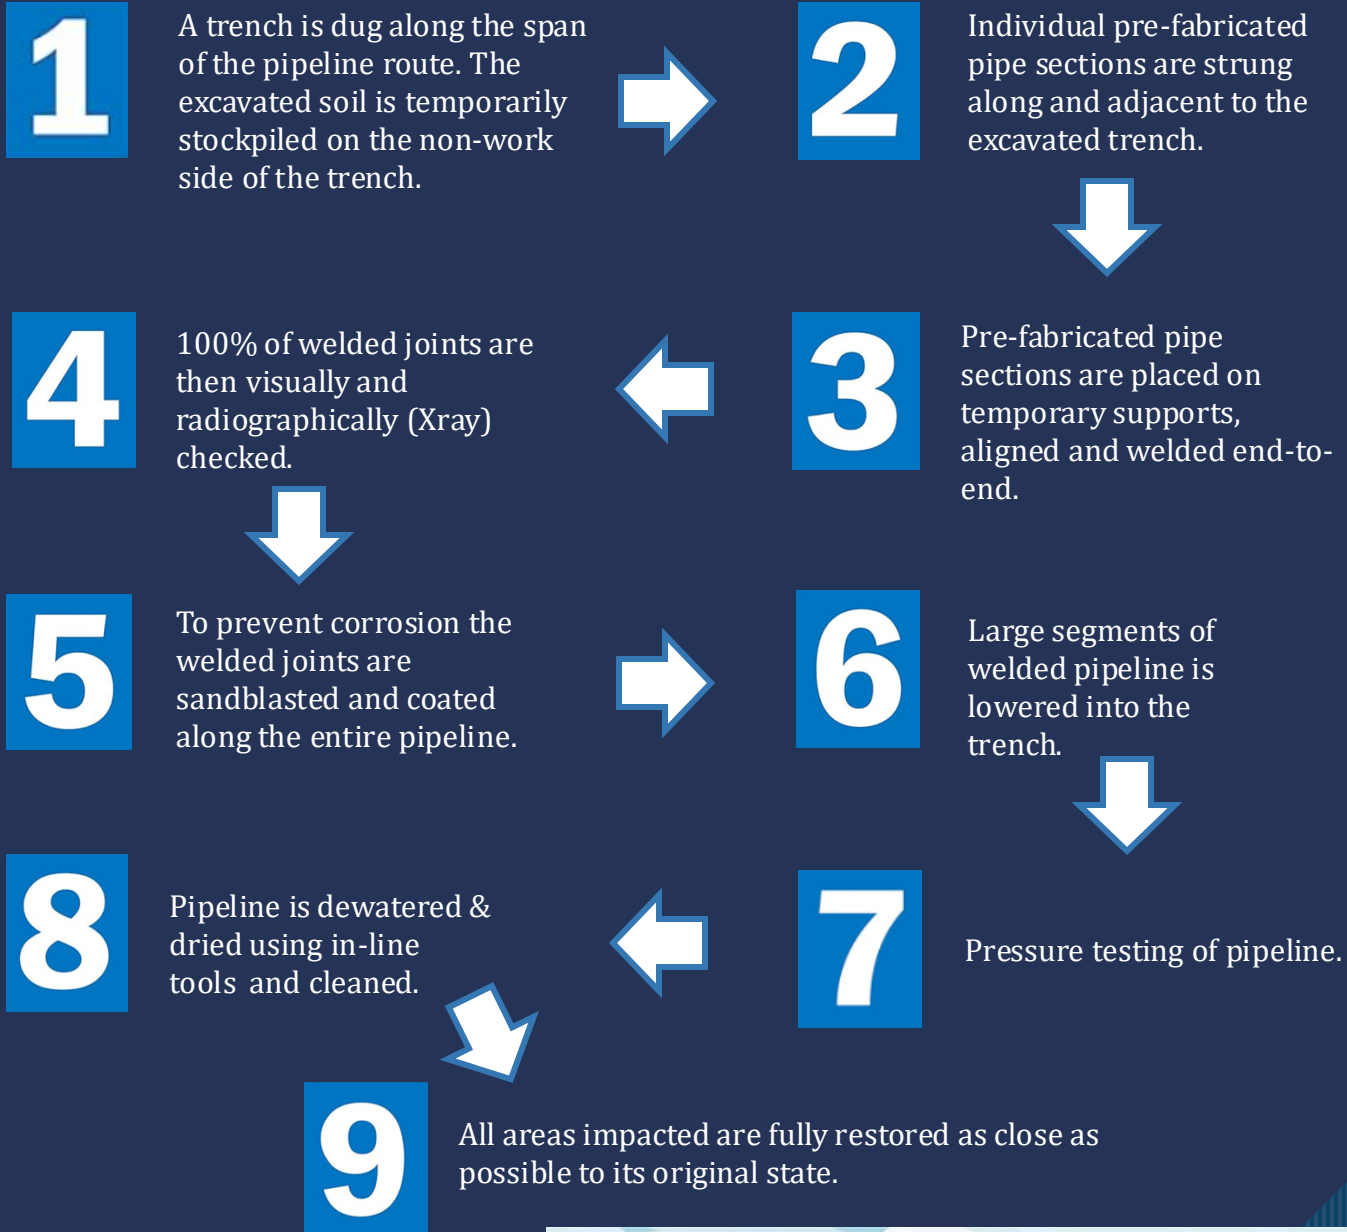 1
A trench is dug along the span
of the pipeline route. The
excavated soil is temporarily
stockpiled on the non-work
side of the trench.
2
Individual pre-fabricated
pipe sections are strung
along and adjacent to the
excavated trench.
3
Pre-fabricated pipe
sections are placed on
temporary supports,
aligned and welded end-to-
end.
4
100% of welded joints are
then visually and
radiographically (Xray)
checked.
5
To prevent corrosion the
welded joints are
sandblasted and coated
along the entire pipeline.
6
Large segments of
welded pipeline is
lowered into the
trench.
7
Pressure testing of pipeline.
8
Pipeline is dewatered &
dried using in-line
tools and cleaned.
9
All areas impacted are fully restored as close as
possible to its original state.